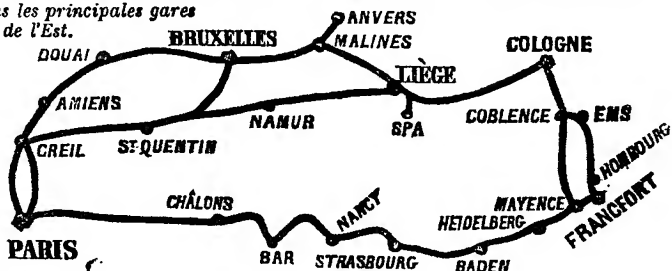 ns les principales gares
de l'Est.
ANVERS
BRUXELLES
MALINES
COLOGNE
DOUAI
LIÈGE
AMIENS
COBLENCE
EMS
NAMUR
SPA
CREIL
ST-QUENTIN
HOMBOURG
CHÂLONS
NANCY
MAYENCE
FRANCFORT
HEIDELBERG
PARIS
BAR
STRASBOURG
BADEN